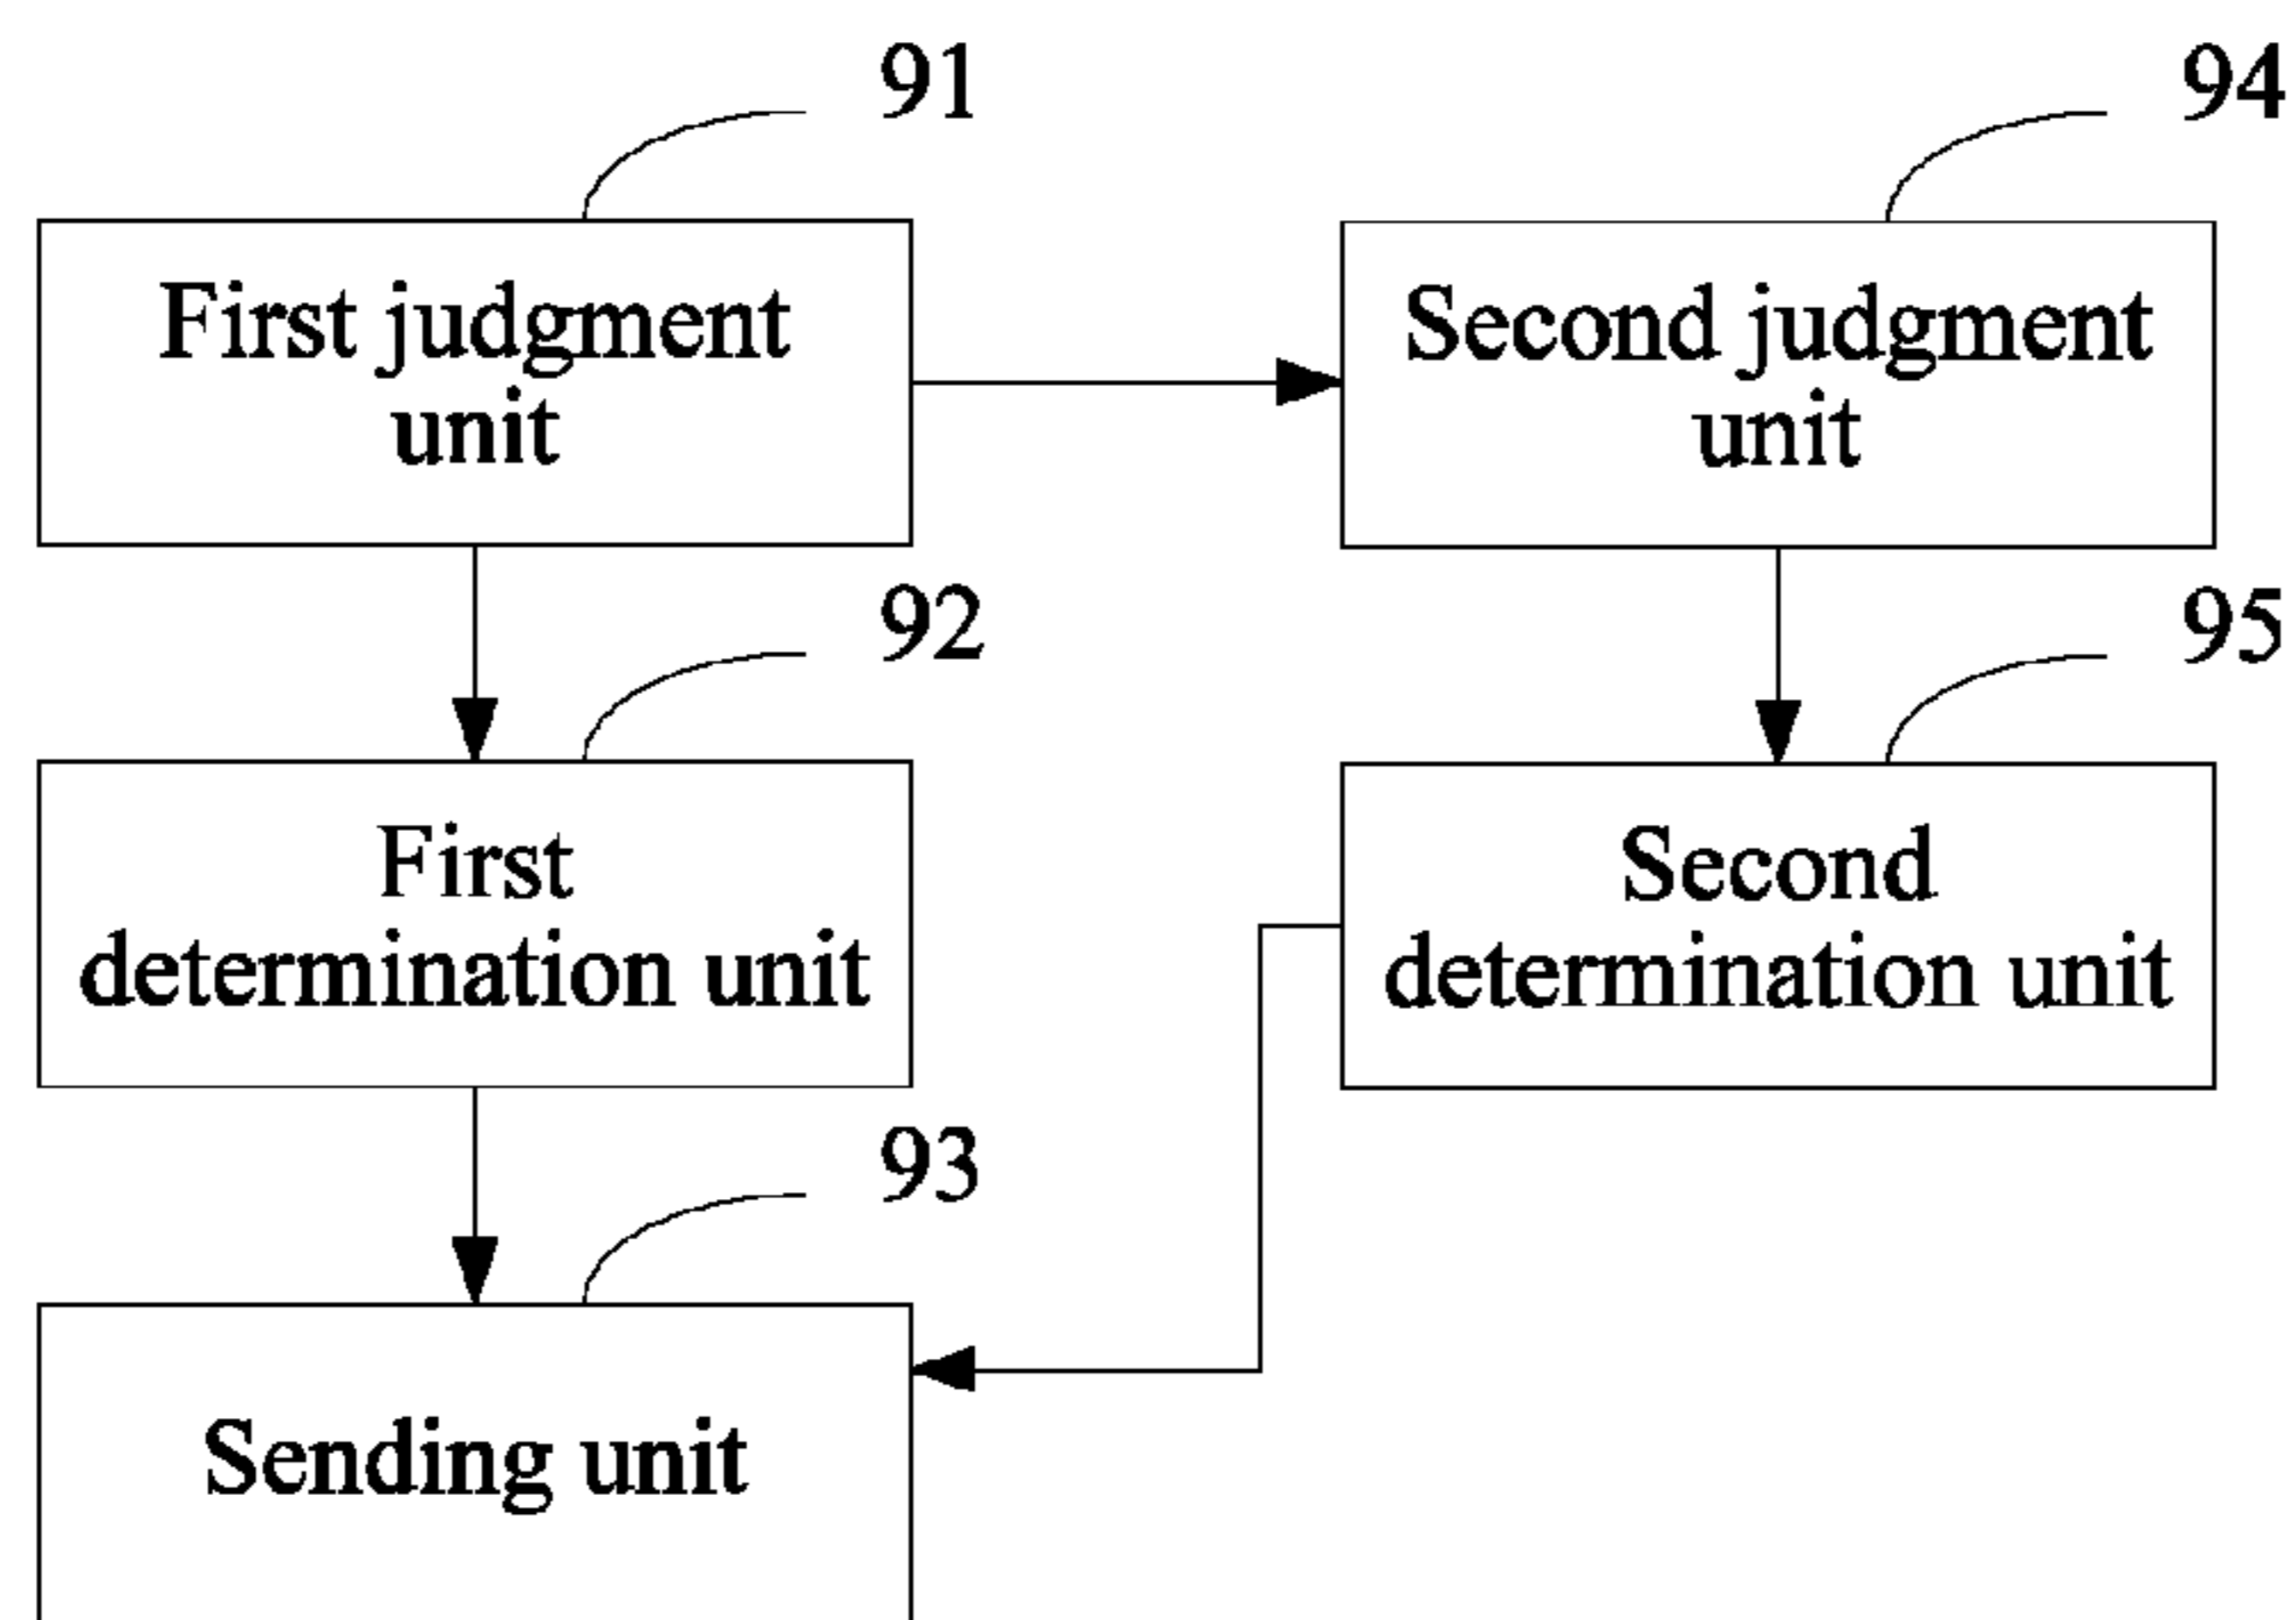 91
94
First judgment
unit
Second judgment
unit
92
95
First
determination unit
Second
determination unit
93
Sending unit